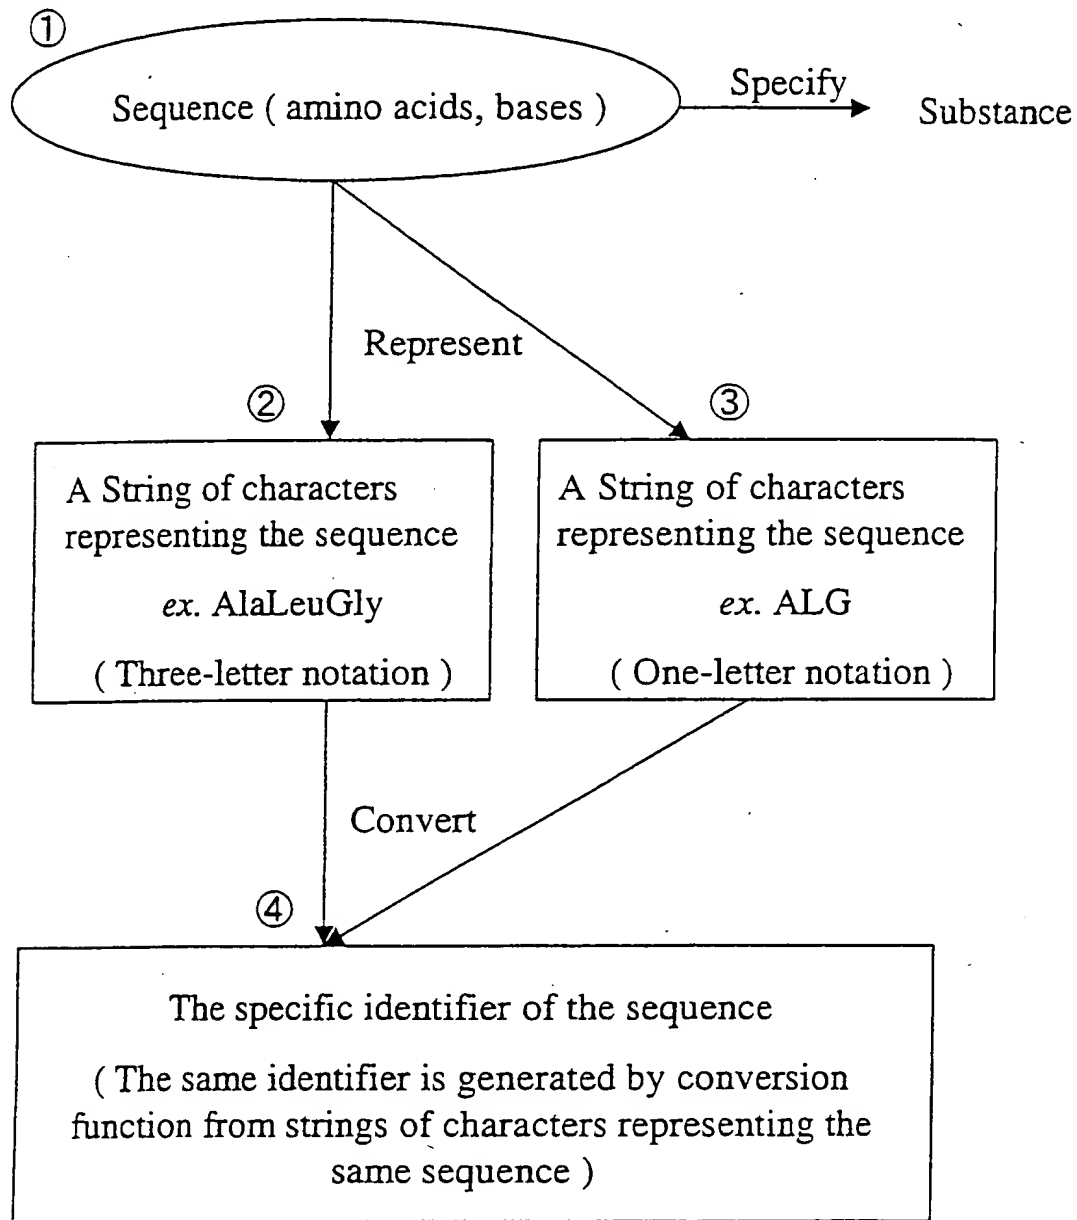 ①
Sequence ( amino acids, bases )
Specify
Substance
Represent
②
③
A String of characters
representing the sequence
ex. AlaLeuGly
( Three-letter notation )
A String of characters
representing the sequence
ex. ALG
( One-letter notation )
Convert
④
The specific identifier of the sequence
( The same identifier is generated by conversion
function from strings of characters representing the
same sequence )